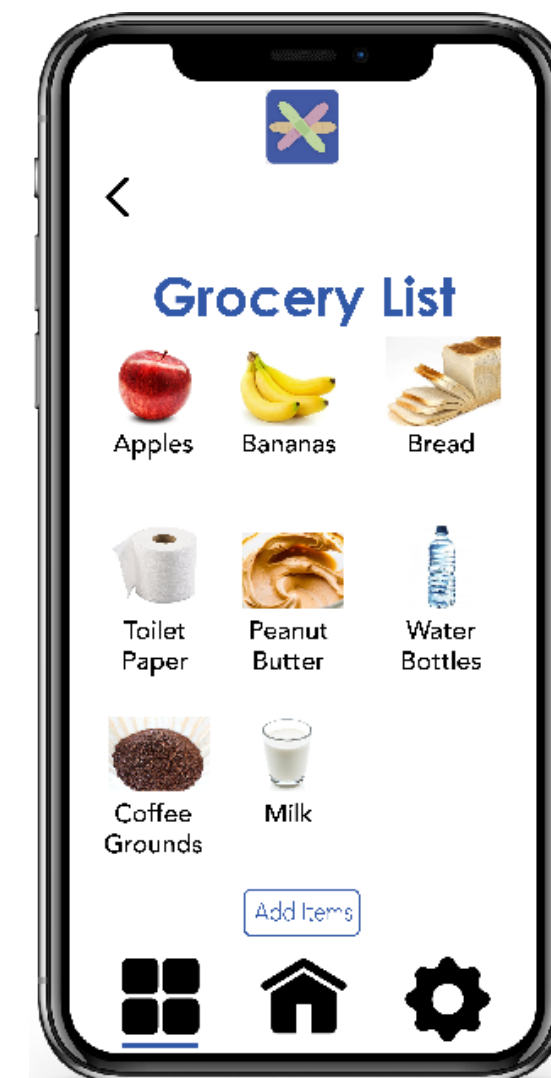 Grocery List
Apples
Bananas
Bread
Toilet
Paper
Peanut
Butter
Water
Bottles
Coffee
Grounds
Milk
Add Items